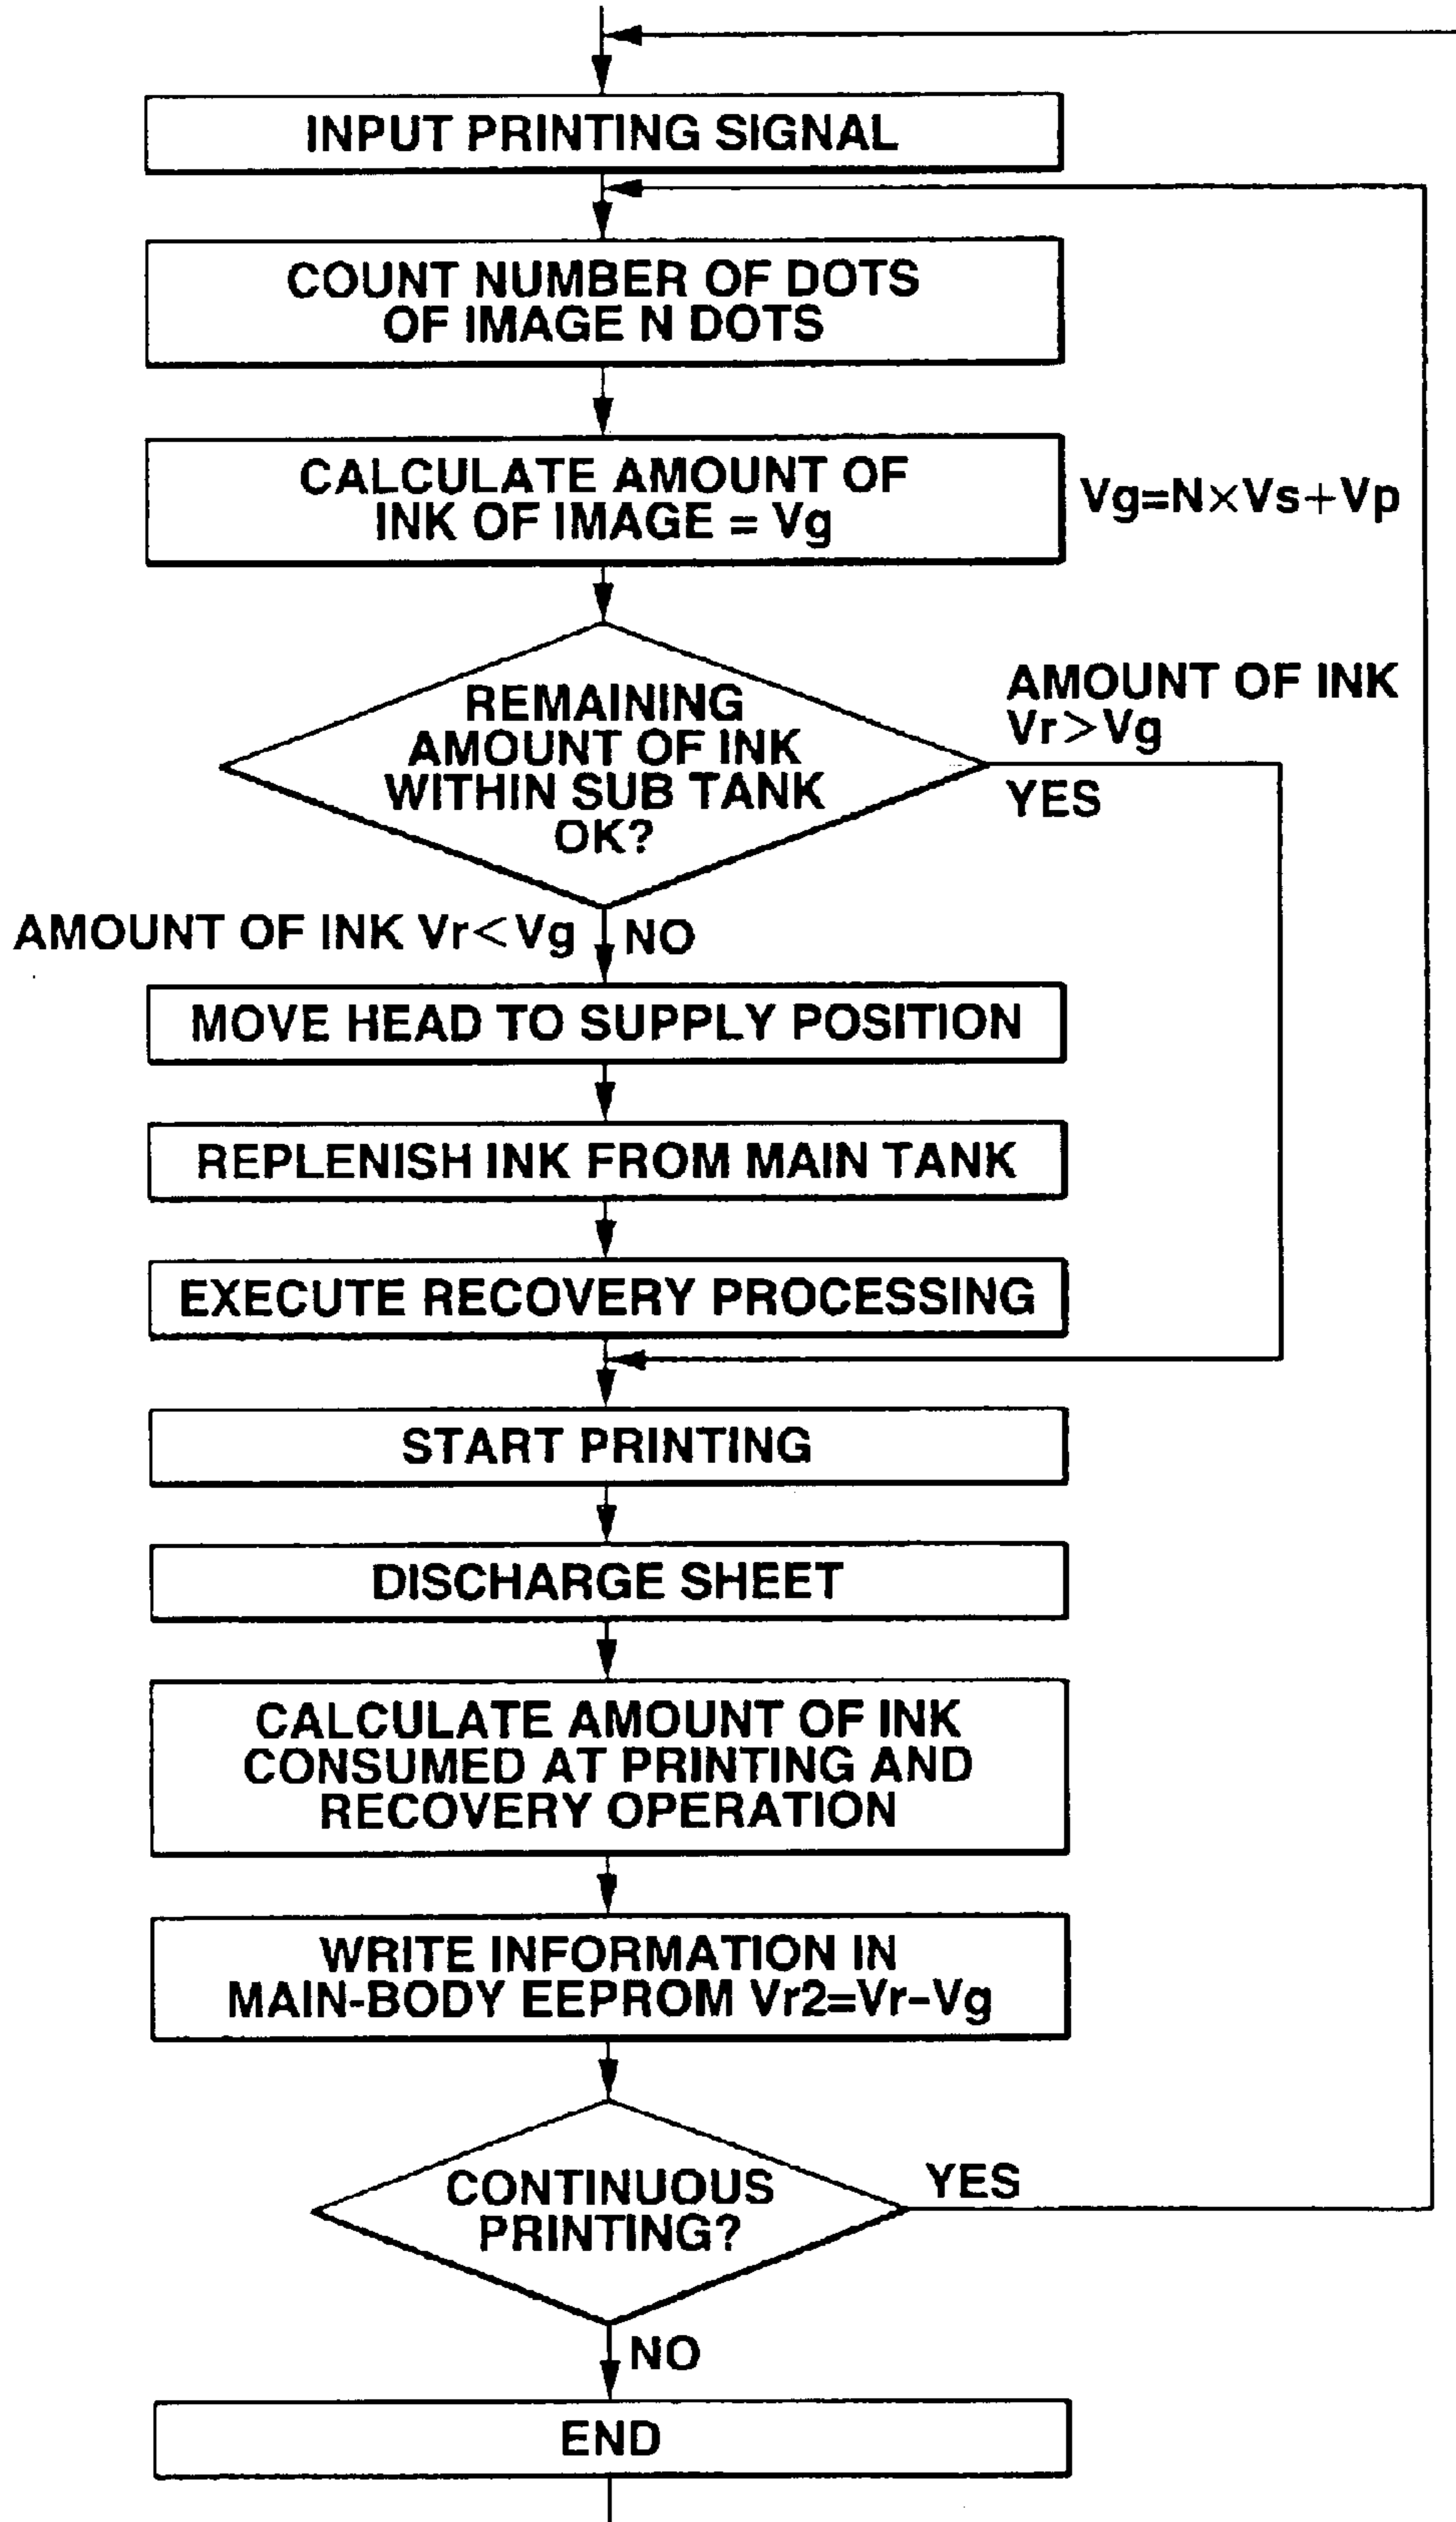 INPUT PRINTING SIGNAL
COUNT NUMBER OF DOTS
OF IMAGE N DOTS
CALCULATE AMOUNT OF
INK OF IMAGE = Vg
Vg=N×Vs+Vp
REMAINING
AMOUNT OF INK
WITHIN SUB TANK
OK?
AMOUNT OF INK
Vr>Vg
YES
AMOUNT OF INK Vr<Vg
NO
MOVE HEAD TO SUPPLY POSITION
REPLENISH INK FROM MAIN TANK
EXECUTE RECOVERY PROCESSING
START PRINTING
DISCHARGE SHEET
CALCULATE AMOUNT OF INK
CONSUMED AT PRINTING AND
RECOVERY OPERATION
WRITE INFORMATION IN
MAIN-BODY EEPROM Vr2=Vr-Vg
CONTINUOUS
PRINTING?
YES
NO
END